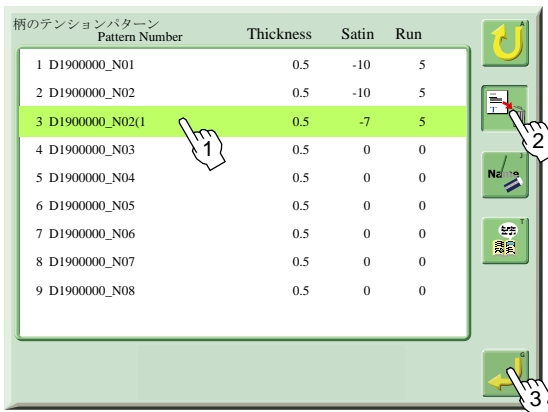 柄のテンションパターン
Pattern Number Thickness Satin Run
1 D1900000_N01 0.5 -10 5
2 D1900000_N02 0.5 -10 5
3 D1900000_N02(1 0.5 -7 5
4 D1900000_N03 0.5 0 0
5 D1900000_N04 0.5 0 0
6 D1900000_N05 0.5 0 0
7 D1900000_N06 0.5 0 0
8 D1900000_N07 0.5 0 0
9 D1900000_N08 0.5 0 0
A
T
2
1
J
Name
T
G
3